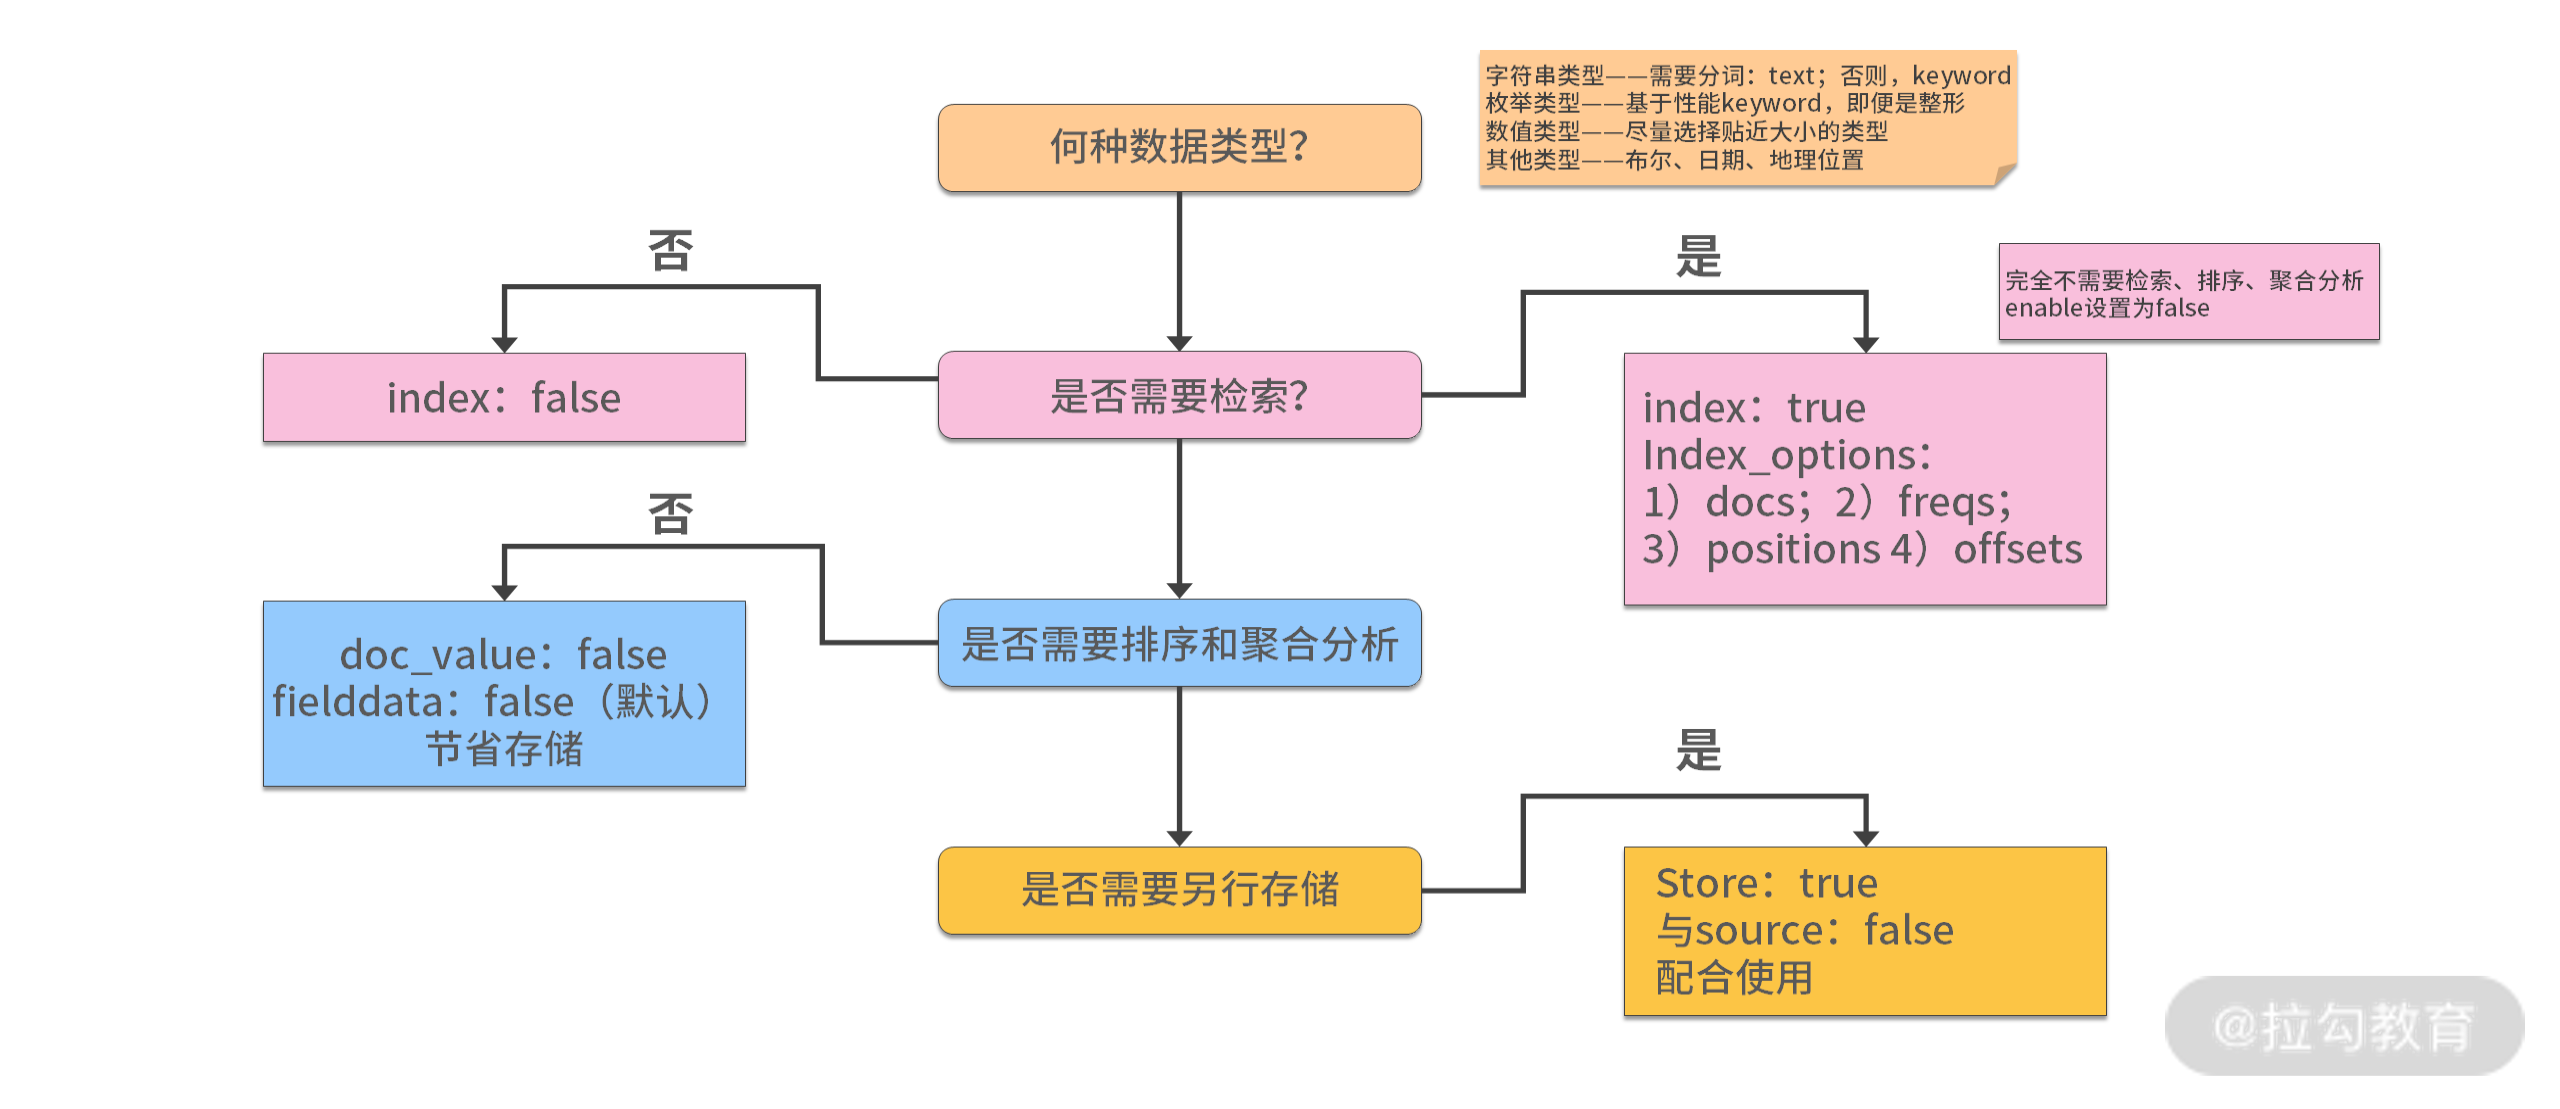 字符串类型——需要分词：text；否则，keyword
枚举类型——基于性能keyword，即便是整形
数值类型——尽量选择贴近大小的类型
其他类型——布尔、日期、地理位置
何种数据类型？
否
是
完全不需要检索、排序、聚合分析
enable设置为false
index：false
是否需要检索？
index：true
Index_options：
1）docs；2）freqs；
3）positions 4）offsets
否
doc_value：false
fielddata：false（默认）
节省存储
是否需要排序和聚合分析
是
是否需要另行存储
Store：true
与source：false
配合使用
@拉勾教育